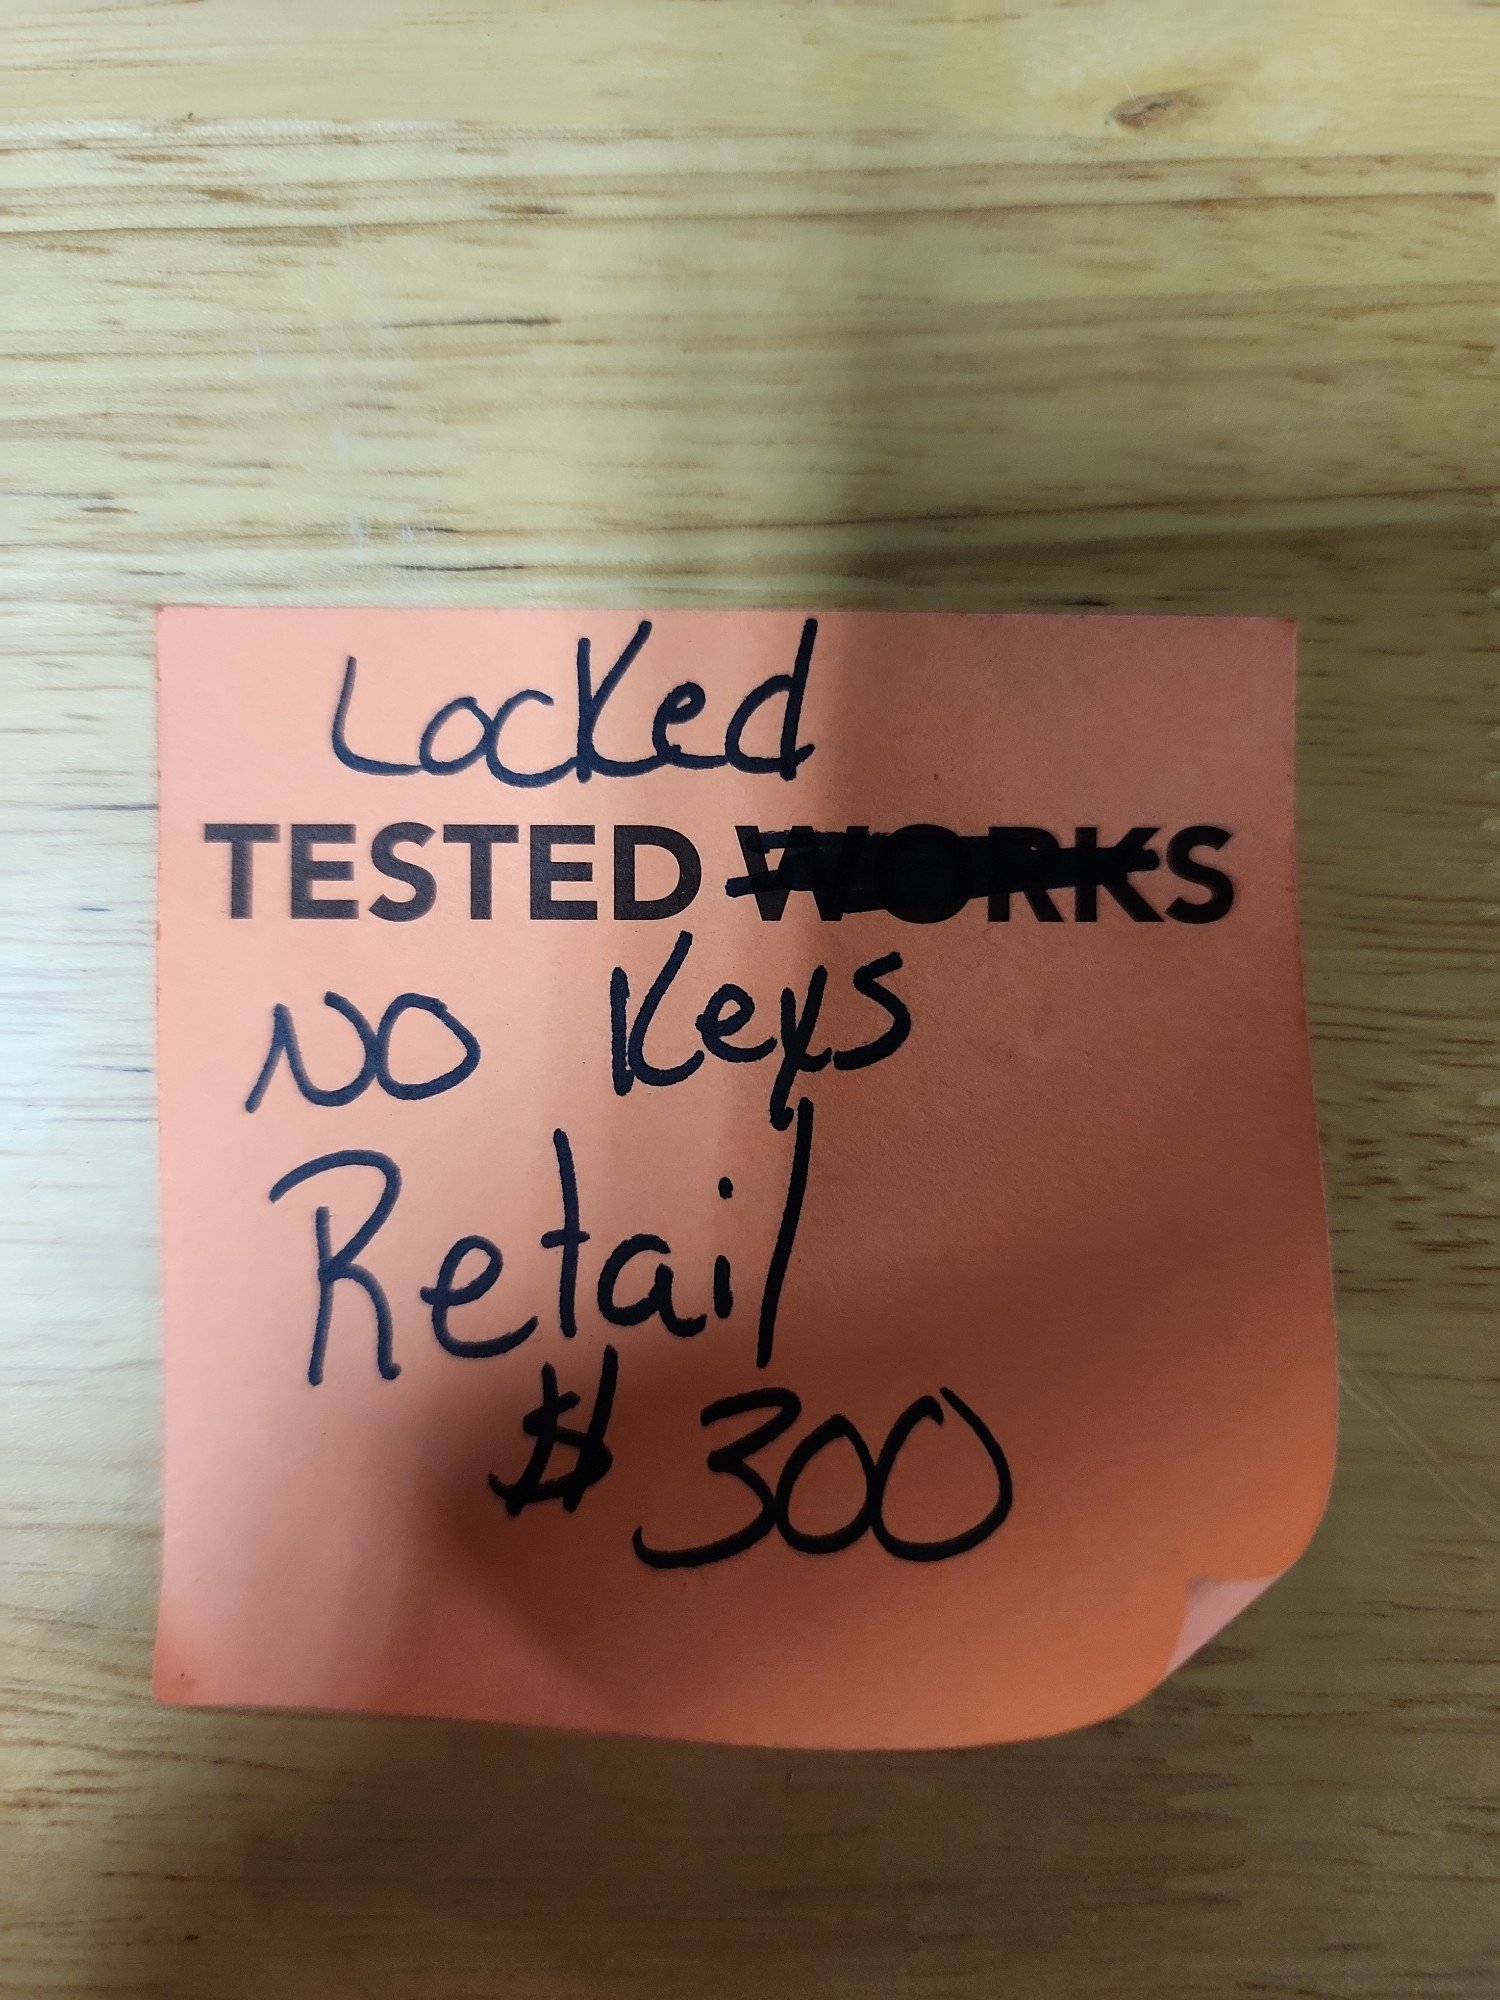 Locked
TESTED WORKS
NO Keys
Retail
$ 300